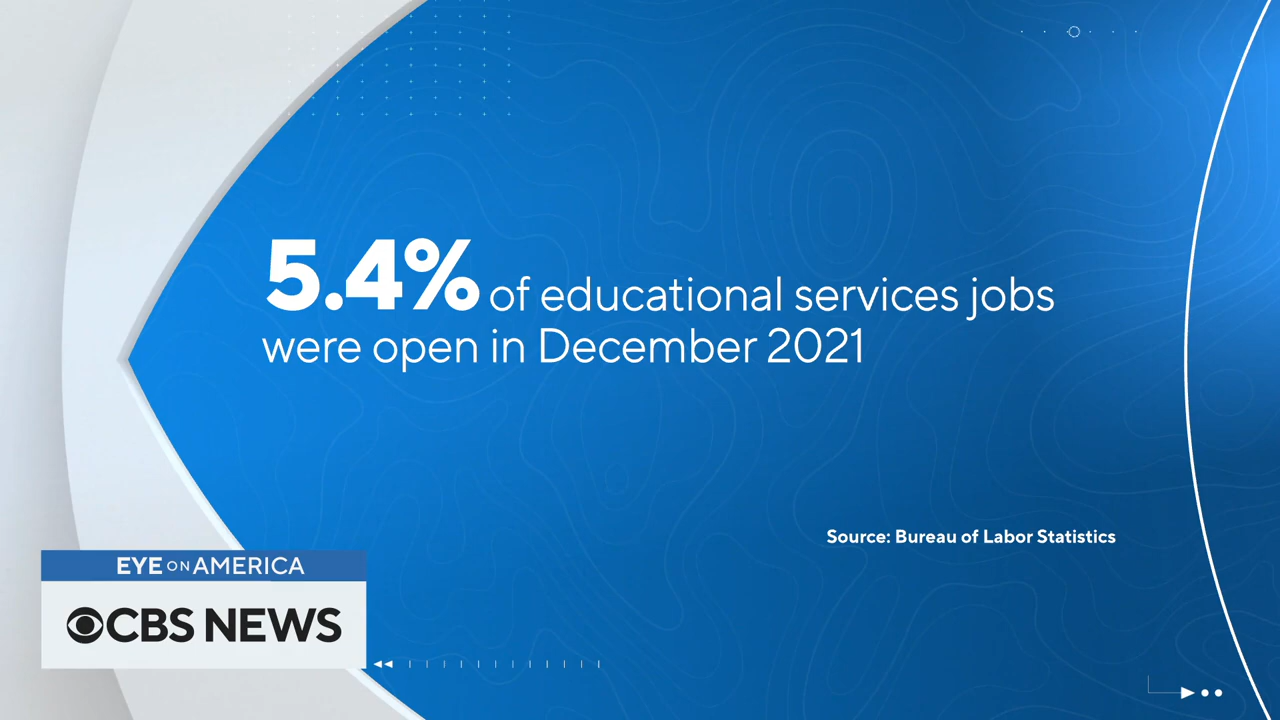 5.4% of educational services jobs
were open in December 2021
Source: Bureau of Labor Statistics
EYE ON AMERICA
CBS NEWS